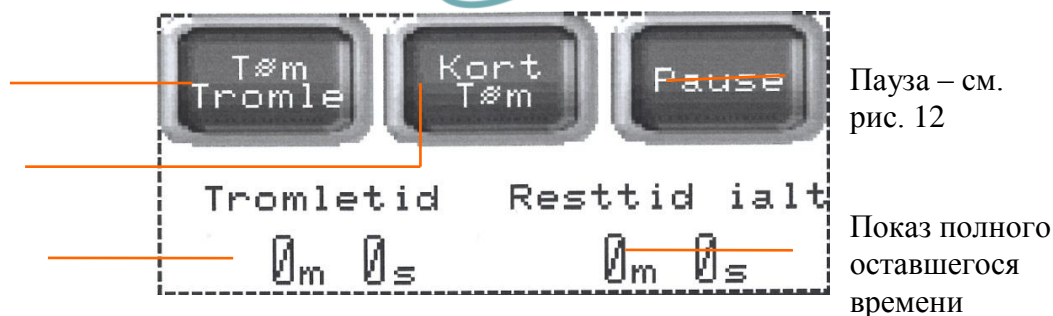 Tøm
Tromle
Kort
Tøm
Pause
Пауза – см.
рис. 12
Tromletid
Resttid ialt
0m 0s
0m 0s
Показ полного
оставшегося
времени